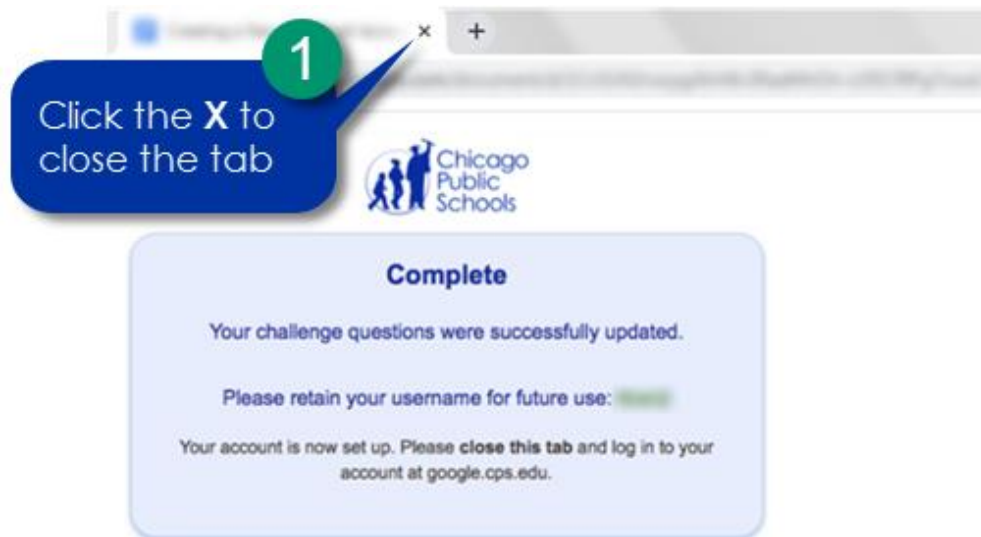 × +
1
Click the X to
close the tab
Chicago
Public
Schools
Complete
Your challenge questions were successfully updated.
Please retain your username for future use:
Your account is now set up. Please close this tab and log in to your
account at google.cps.edu.